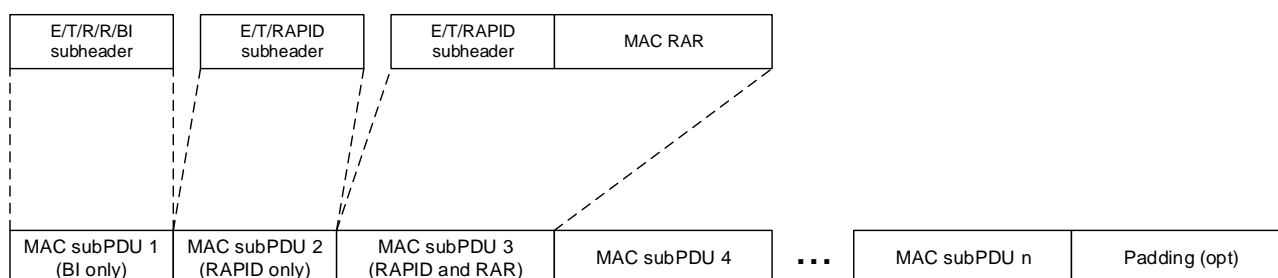 E/T/R/R/BI
subheader
E/T/RAPID
subheader
E/T/RAPID
subheader
MAC RAR
MAC subPDU 1
(BI only)
MAC subPDU 2
(RAPID only)
MAC subPDU 3
(RAPID and RAR)
MAC subPDU 4
...
MAC subPDU n
Padding (opt)